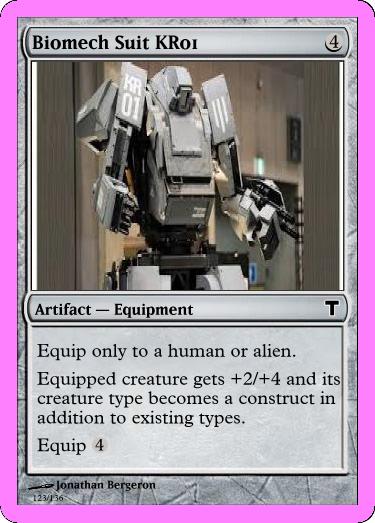 Biomech Suit KR01
4
KR
01
Artifact — Equipment
T
Equip only to a human or alien.
Equipped creature gets +2/+4 and its
creature type becomes a construct in
addition to existing types.
Equip 4
Jonathan Bergeron
123/136